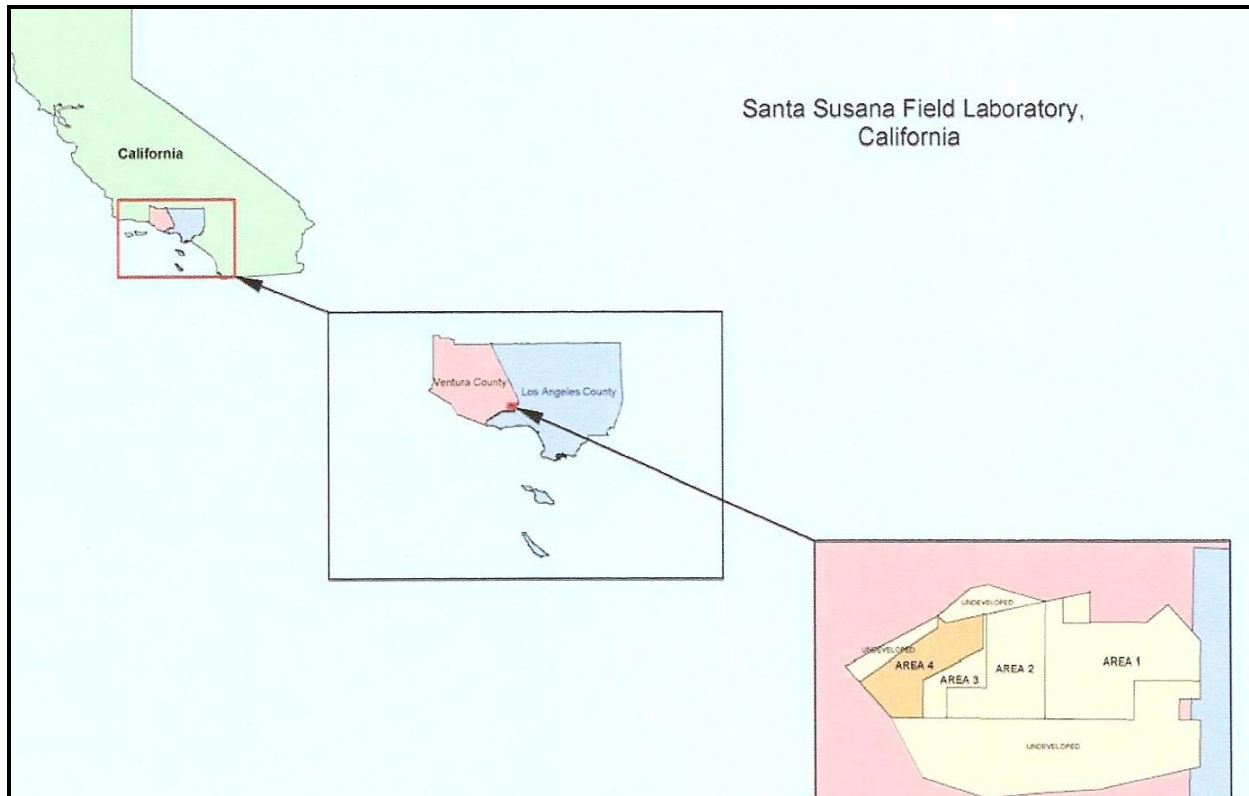 Santa Susana Field Laboratory,
California
California
Ventura County
Los Angeles County
UNDEVELOPED
UNDEVELOPED
AREA 4
AREA 3
AREA 2
AREA 1
UNDEVELOPED